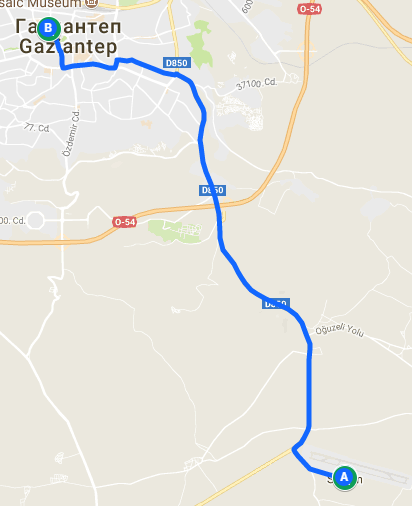 saic Museum
O-54
B
Газиантеп
Gaziantep
D850
37100 Cd.
77. Cd.
Özdemir Cd
D850
00. Cd.
O-54
D850
Oğuzeli Yolu
A